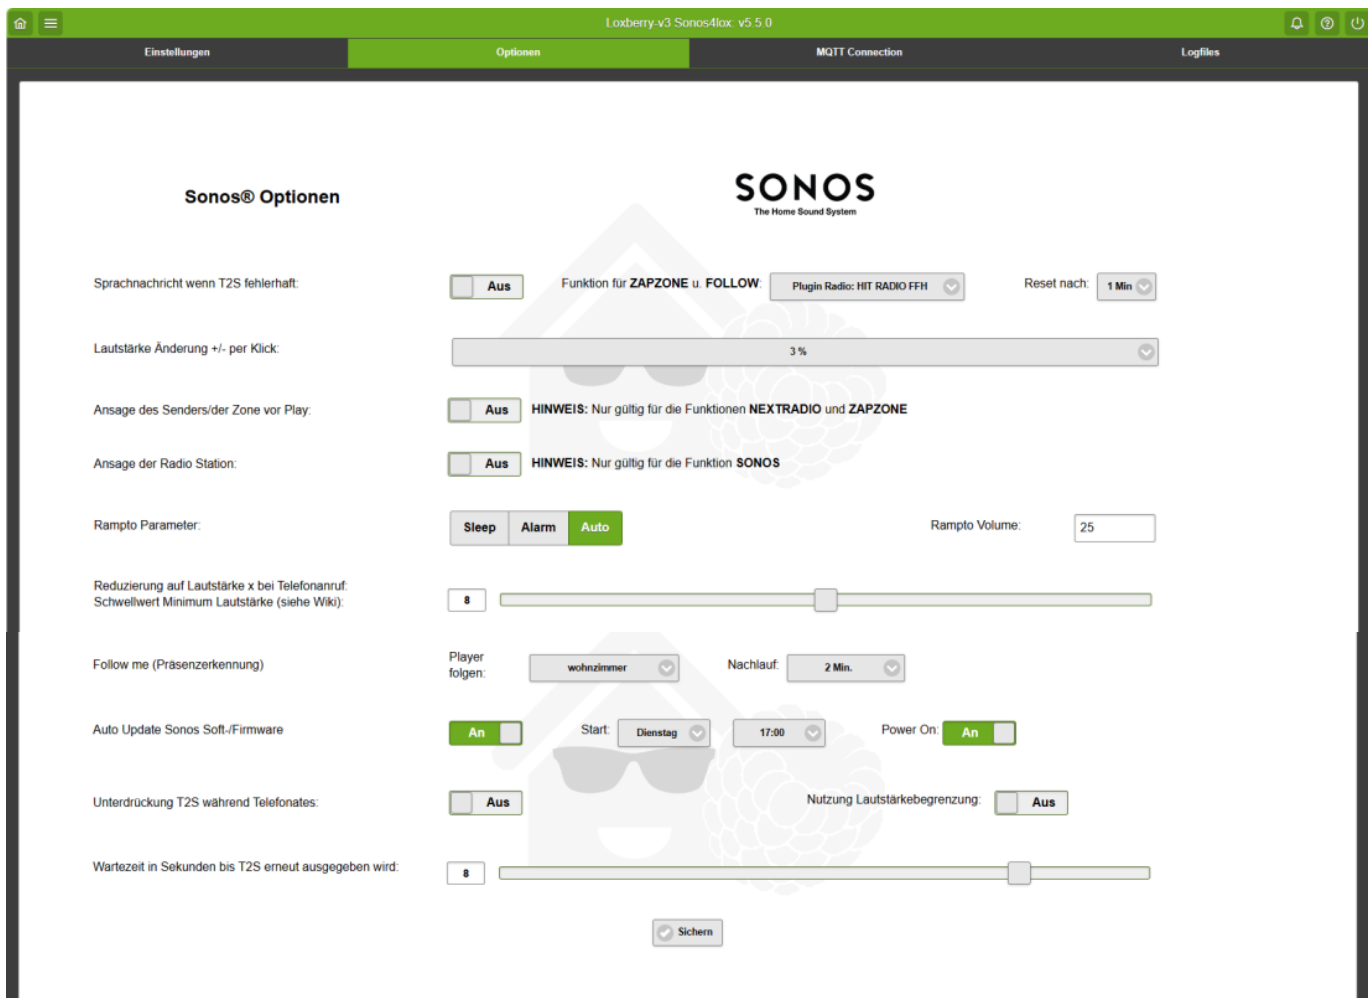 Loxberry-v3 Sonos4lox v5.5.0
Einstellungen Optionen MQTT Connection Logfiles
Sonos® Optionen
SONOS
The Home Sound System
Sprachnachricht wenn T2S fehlerhaft: Aus Funktion für ZAPZONE u. FOLLOW: Plugin Radio: HIT RADIO FFH Reset nach: 1 Min
Lautstärke Änderung +/- per Klick: 3 %
Ansage des Senders/der Zone vor Play: Aus HINWEIS: Nur gültig für die Funktionen NEXTRADIO und ZAPZONE
Ansage der Radio Station: Aus HINWEIS: Nur gültig für die Funktion SONOS
Rampto Parameter: Sleep Alarm Auto Rampto Volume: 25
Reduzierung auf Lautstärke x bei Telefonanruf:
Schwellwert Minimum Lautstärke (siehe Wiki): 8
Follow me (Präsenzerkennung) Player
folgen: wohnzimmer Nachlauf: 2 Min.
Auto Update Sonos Soft-/Firmware An Start: Dienstag 17:00 Power On: An
Unterdrückung T2S während Telefonates: Aus Nutzung Lautstärkebegrenzung: Aus
Wartezeit in Sekunden bis T2S erneut ausgegeben wird: 8
Sichern